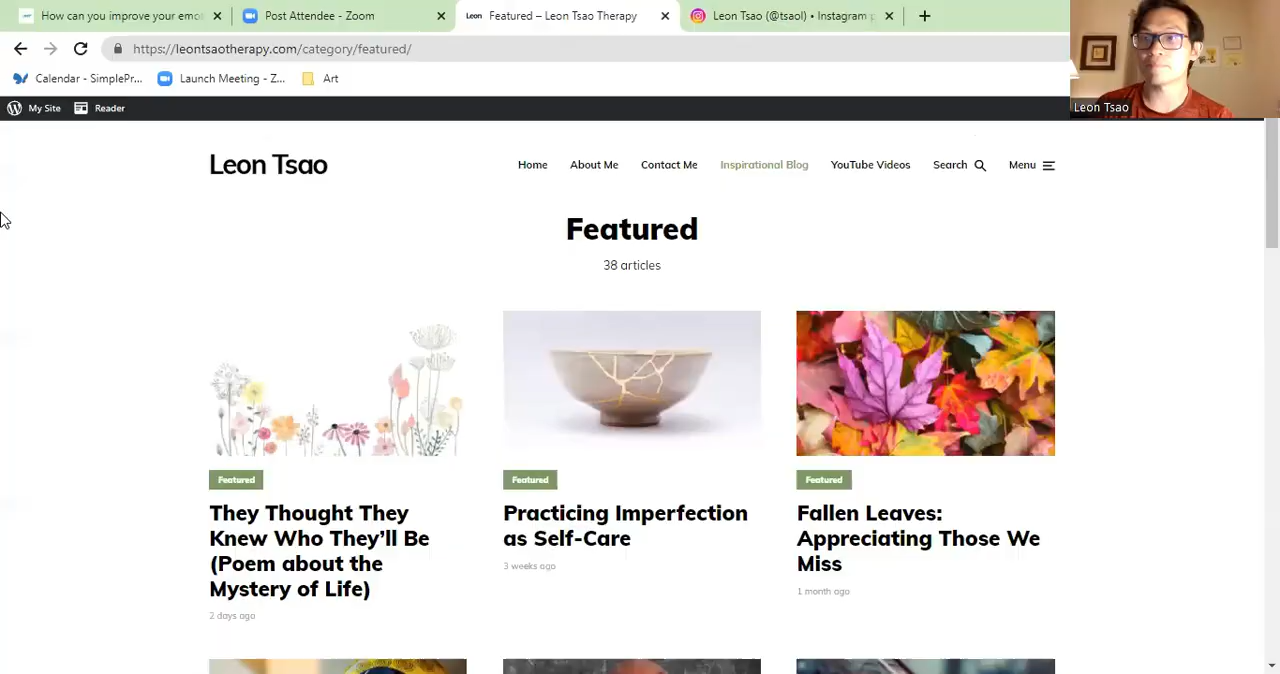 How can you improve your emot
Post Attendee - Zoom
Leon Featured – Leon Tsao Therapy
Leon Tsao (@tsaol) • Instagram p
https://leontsaotherapy.com/category/featured/
Calendar - SimplePr...
Launch Meeting - Z...
Art
My Site
Reader
Leon Tsao
Leon Tsao
Home
About Me
Contact Me
Inspirational Blog
YouTube Videos
Search
Menu
Featured
38 articles
Featured
They Thought They
Knew Who They’ll Be
(Poem about the
Mystery of Life)
2 days ago
Featured
Practicing Imperfection
as Self-Care
3 weeks ago
Featured
Fallen Leaves:
Appreciating Those We
Miss
1 month ago